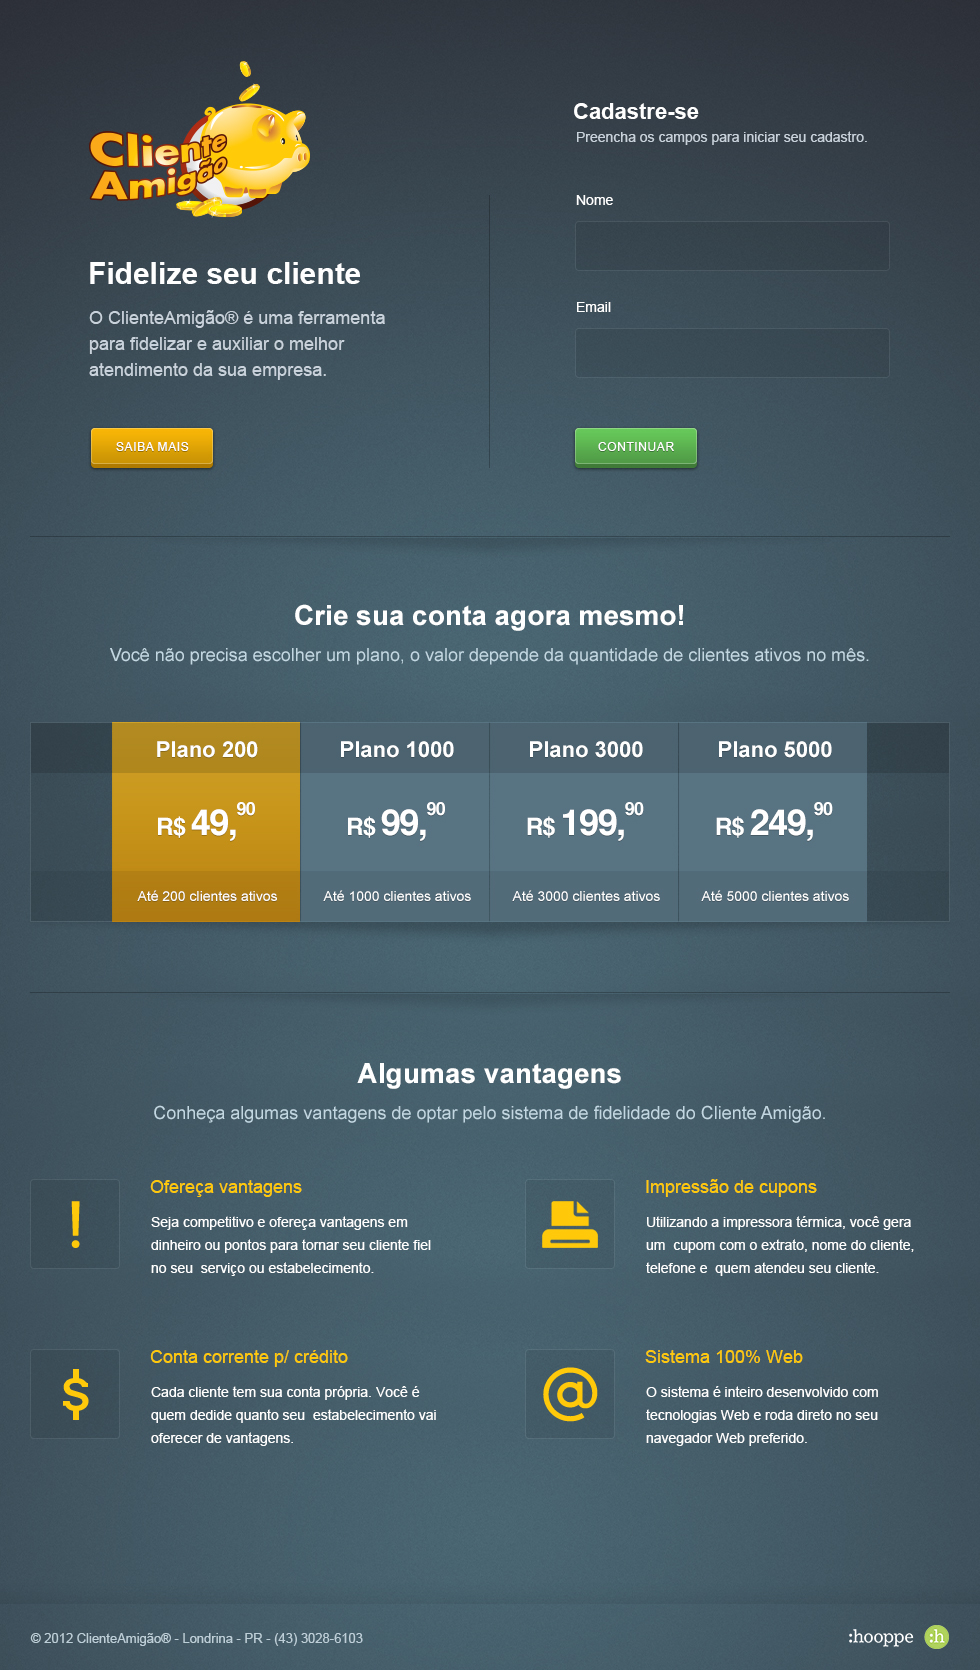 Cliente
Amigão
Fidelize seu cliente
O ClienteAmigão® é uma ferramenta
para fidelizar e auxiliar o melhor
atendimento da sua empresa.
SAIBA MAIS
Cadastre-se
Preencha os campos para iniciar seu cadastro.
Nome
Email
CONTINUAR
Crie sua conta agora mesmo!
Você não precisa escolher um plano, o valor depende da quantidade de clientes ativos no mês.
Plano 200 Plano 1000 Plano 3000 Plano 5000
R$ 49,90 R$ 99,90 R$ 199,90 R$ 249,90
Até 200 clientes ativos Até 1000 clientes ativos Até 3000 clientes ativos Até 5000 clientes ativos
Algumas vantagens
Conheça algumas vantagens de optar pelo sistema de fidelidade do Cliente Amigão.
!
Ofereça vantagens
Seja competitivo e ofereça vantagens em
dinheiro ou pontos para tornar seu cliente fiel
no seu  serviço ou estabelecimento.
Impressão de cupons
Utilizando a impressora térmica, você gera
um  cupom com o extrato, nome do cliente,
telefone e  quem atendeu seu cliente.
$
Conta corrente p/ crédito
Cada cliente tem sua conta própria. Você é
quem dedide quanto seu  estabelecimento vai
oferecer de vantagens.
@
Sistema 100% Web
O sistema é inteiro desenvolvido com
tecnologias Web e roda direto no seu
navegador Web preferido.
© 2012 ClienteAmigão® - Londrina - PR - (43) 3028-6103
:hooppe :h